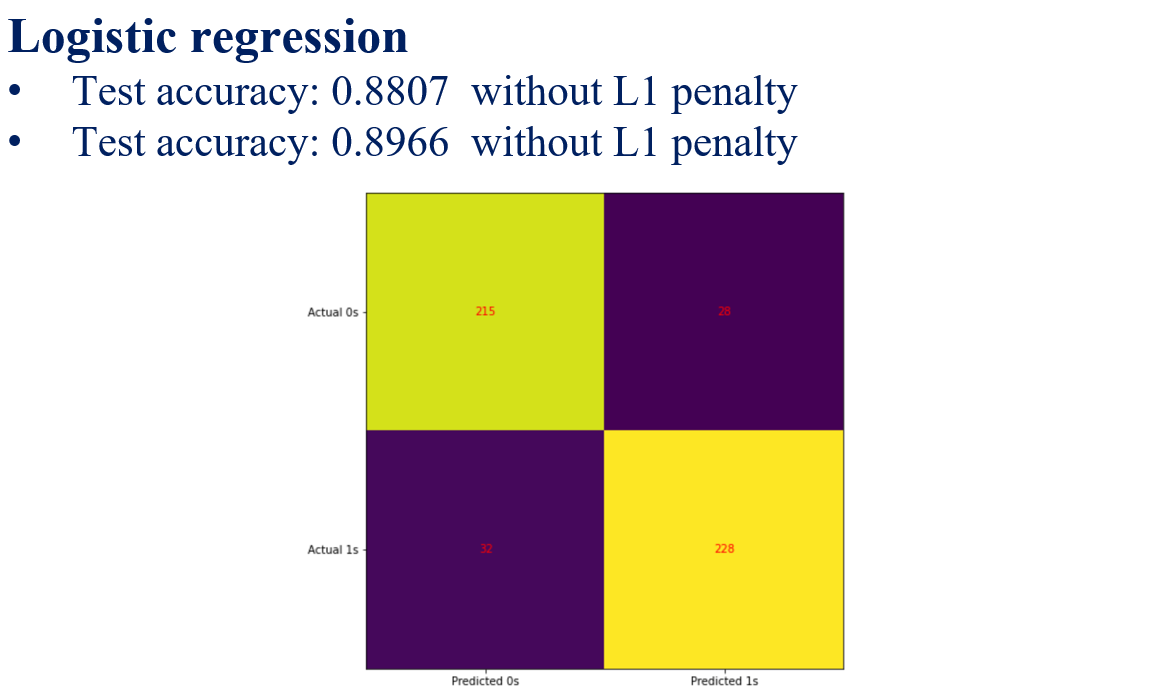 Logistic regression
• Test accuracy: 0.8807 without L1 penalty
• Test accuracy: 0.8966 without L1 penalty
Actual 0s
215
28
Actual 1s
32
228
Predicted 0s
Predicted 1s